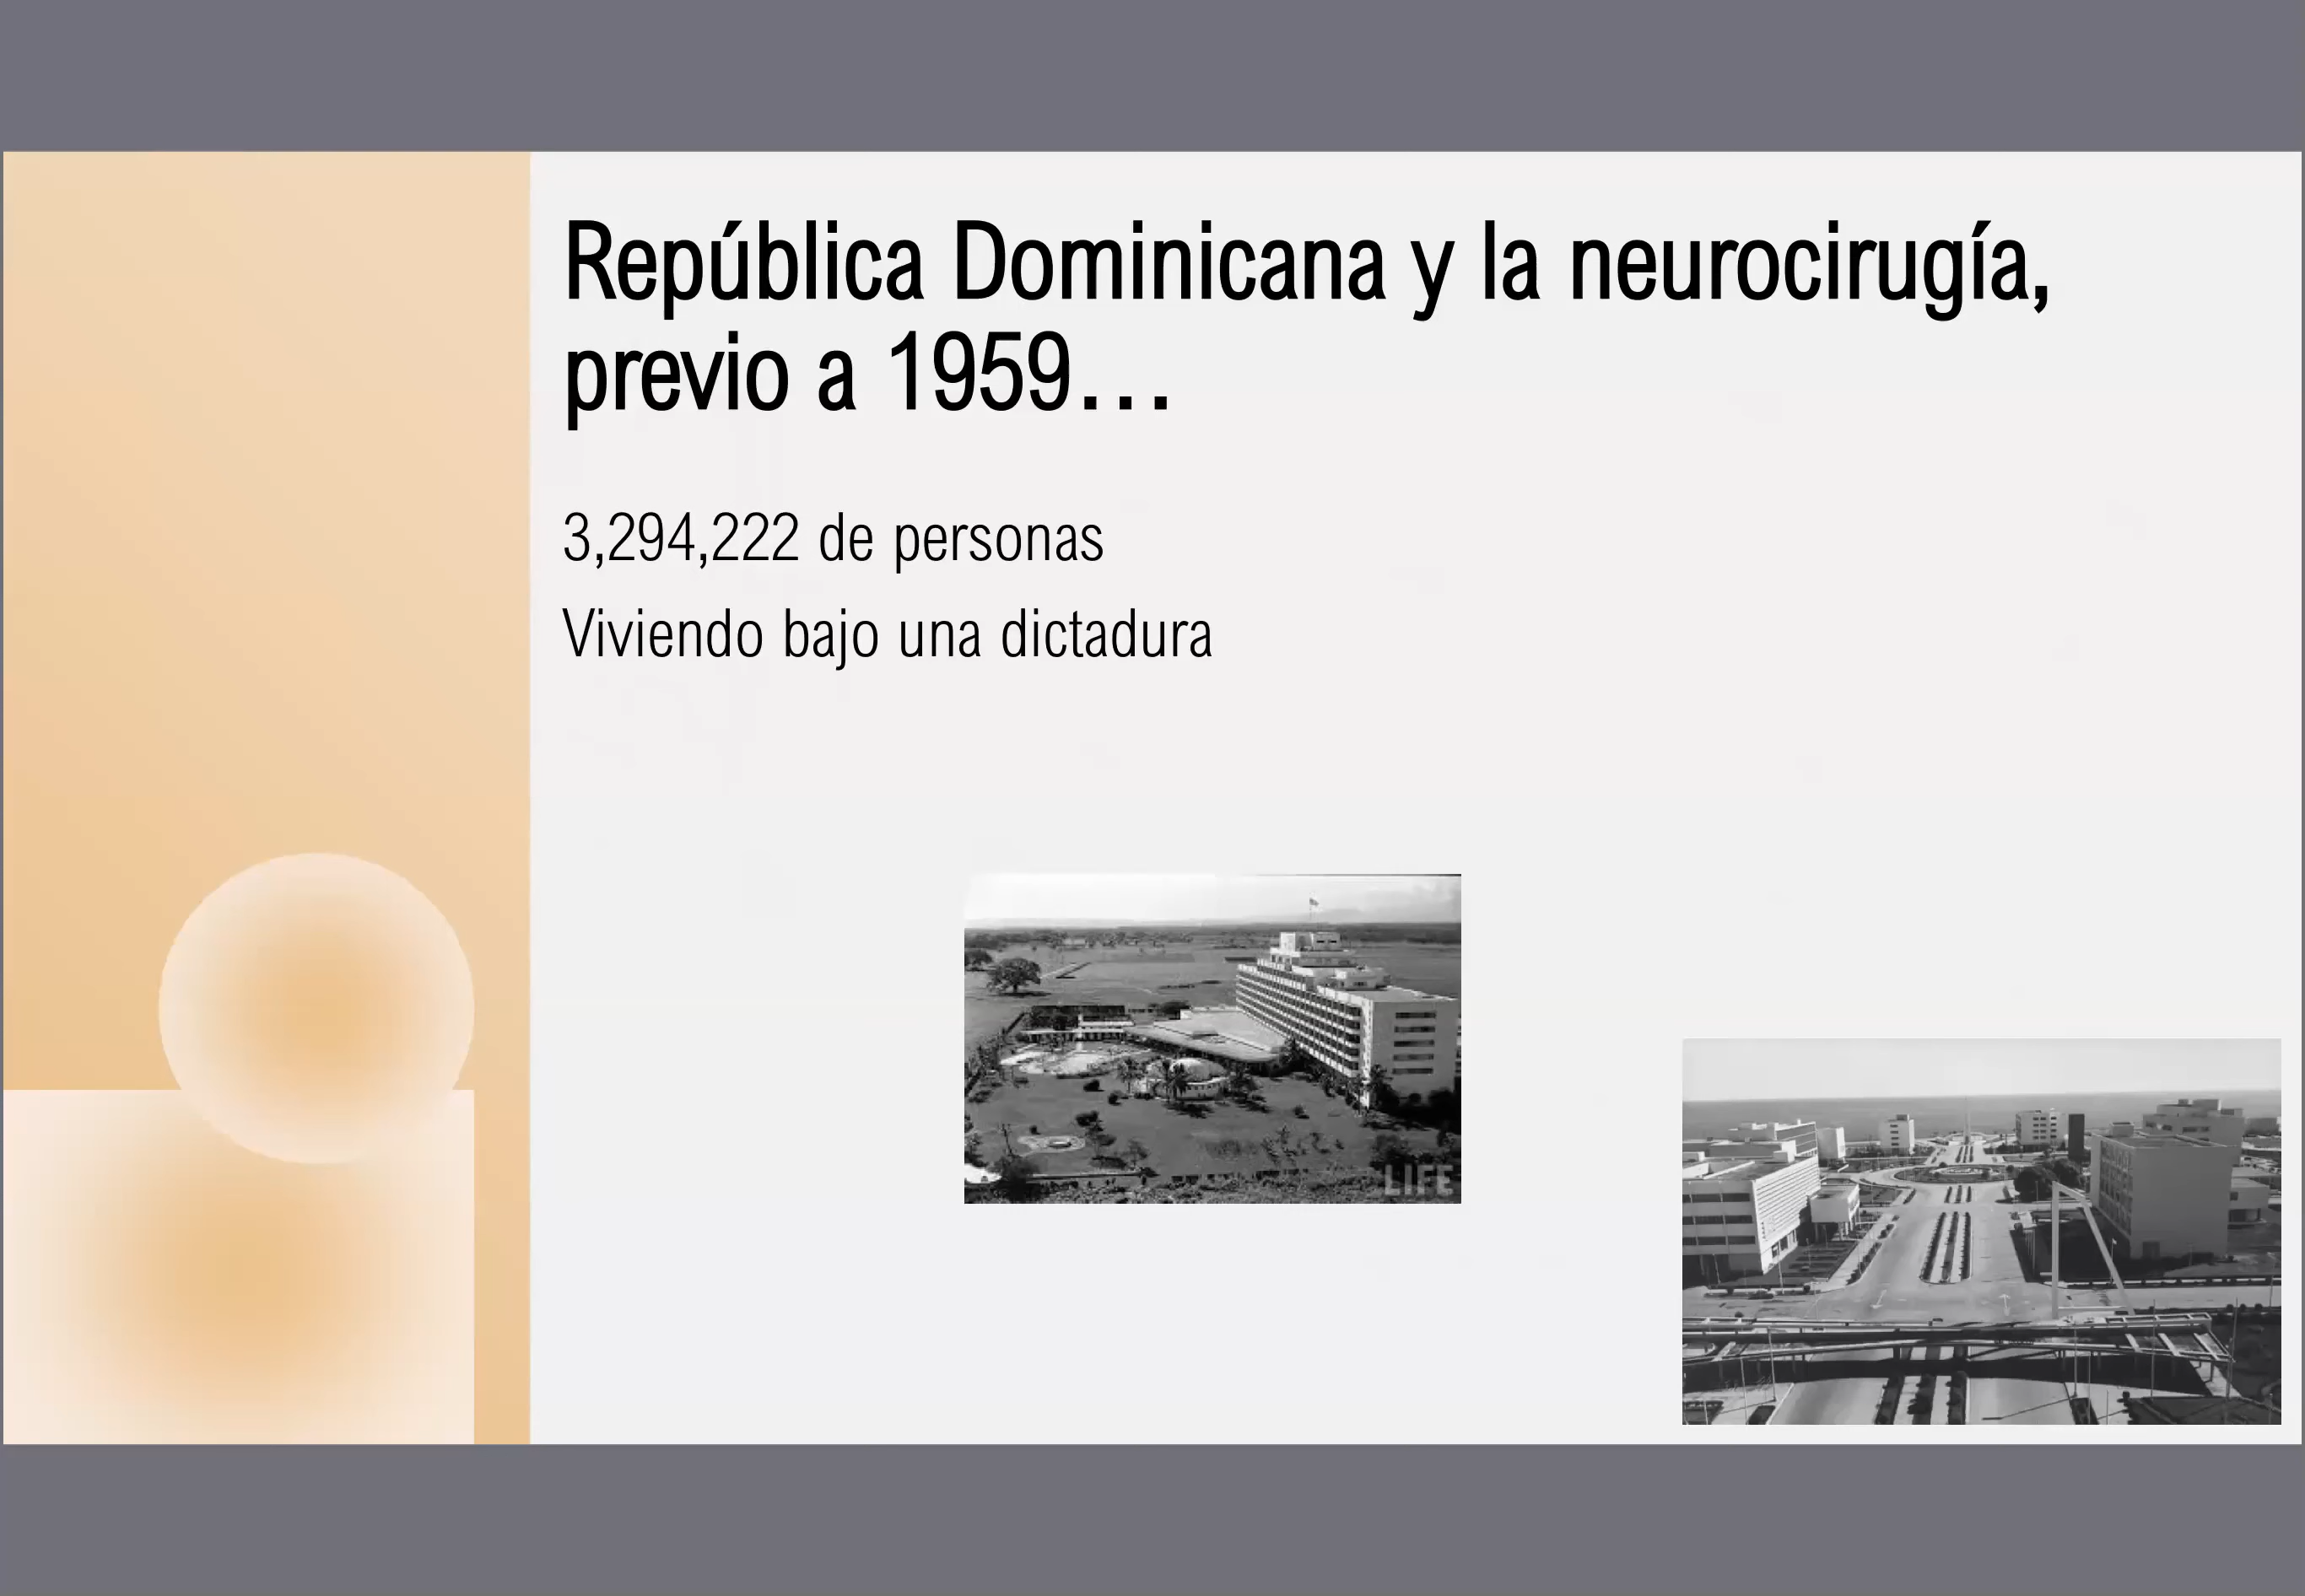 República Dominicana y la neurocirugía,
previo a 1959...
3,294,222 de personas
Viviendo bajo una dictadura
LIFE